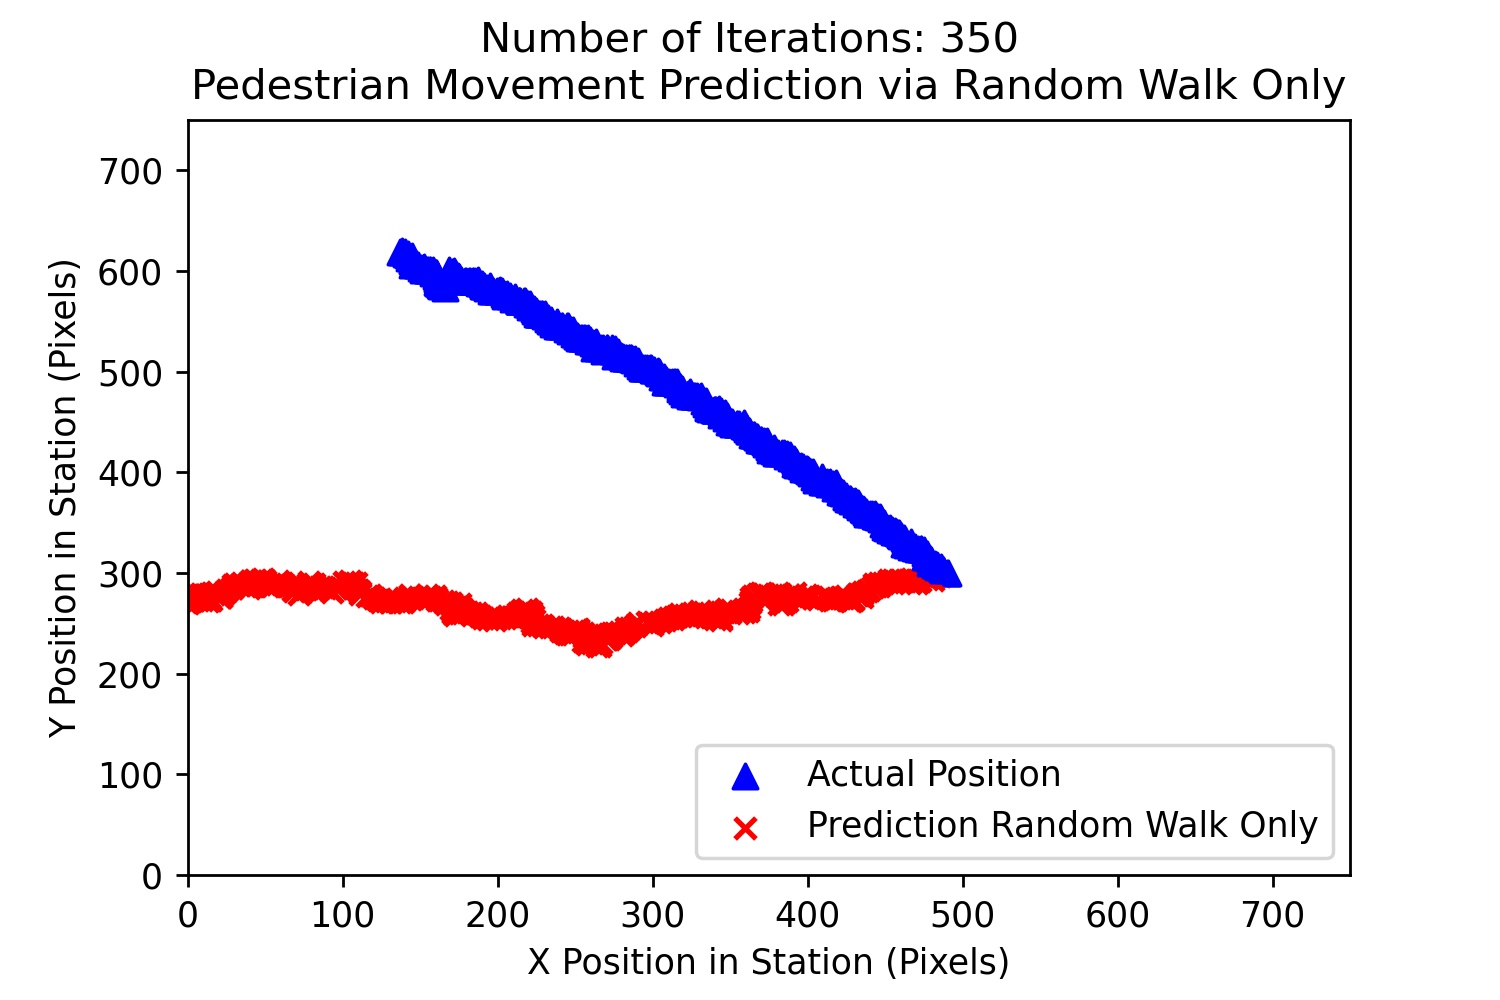 Number of Iterations: 350
Pedestrian Movement Prediction via Random Walk Only
Y Position in Station (Pixels)
700
600
500
400
300
200
100
0
Actual Position
Prediction Random Walk Only
0 100 200 300 400 500 600 700
X Position in Station (Pixels)